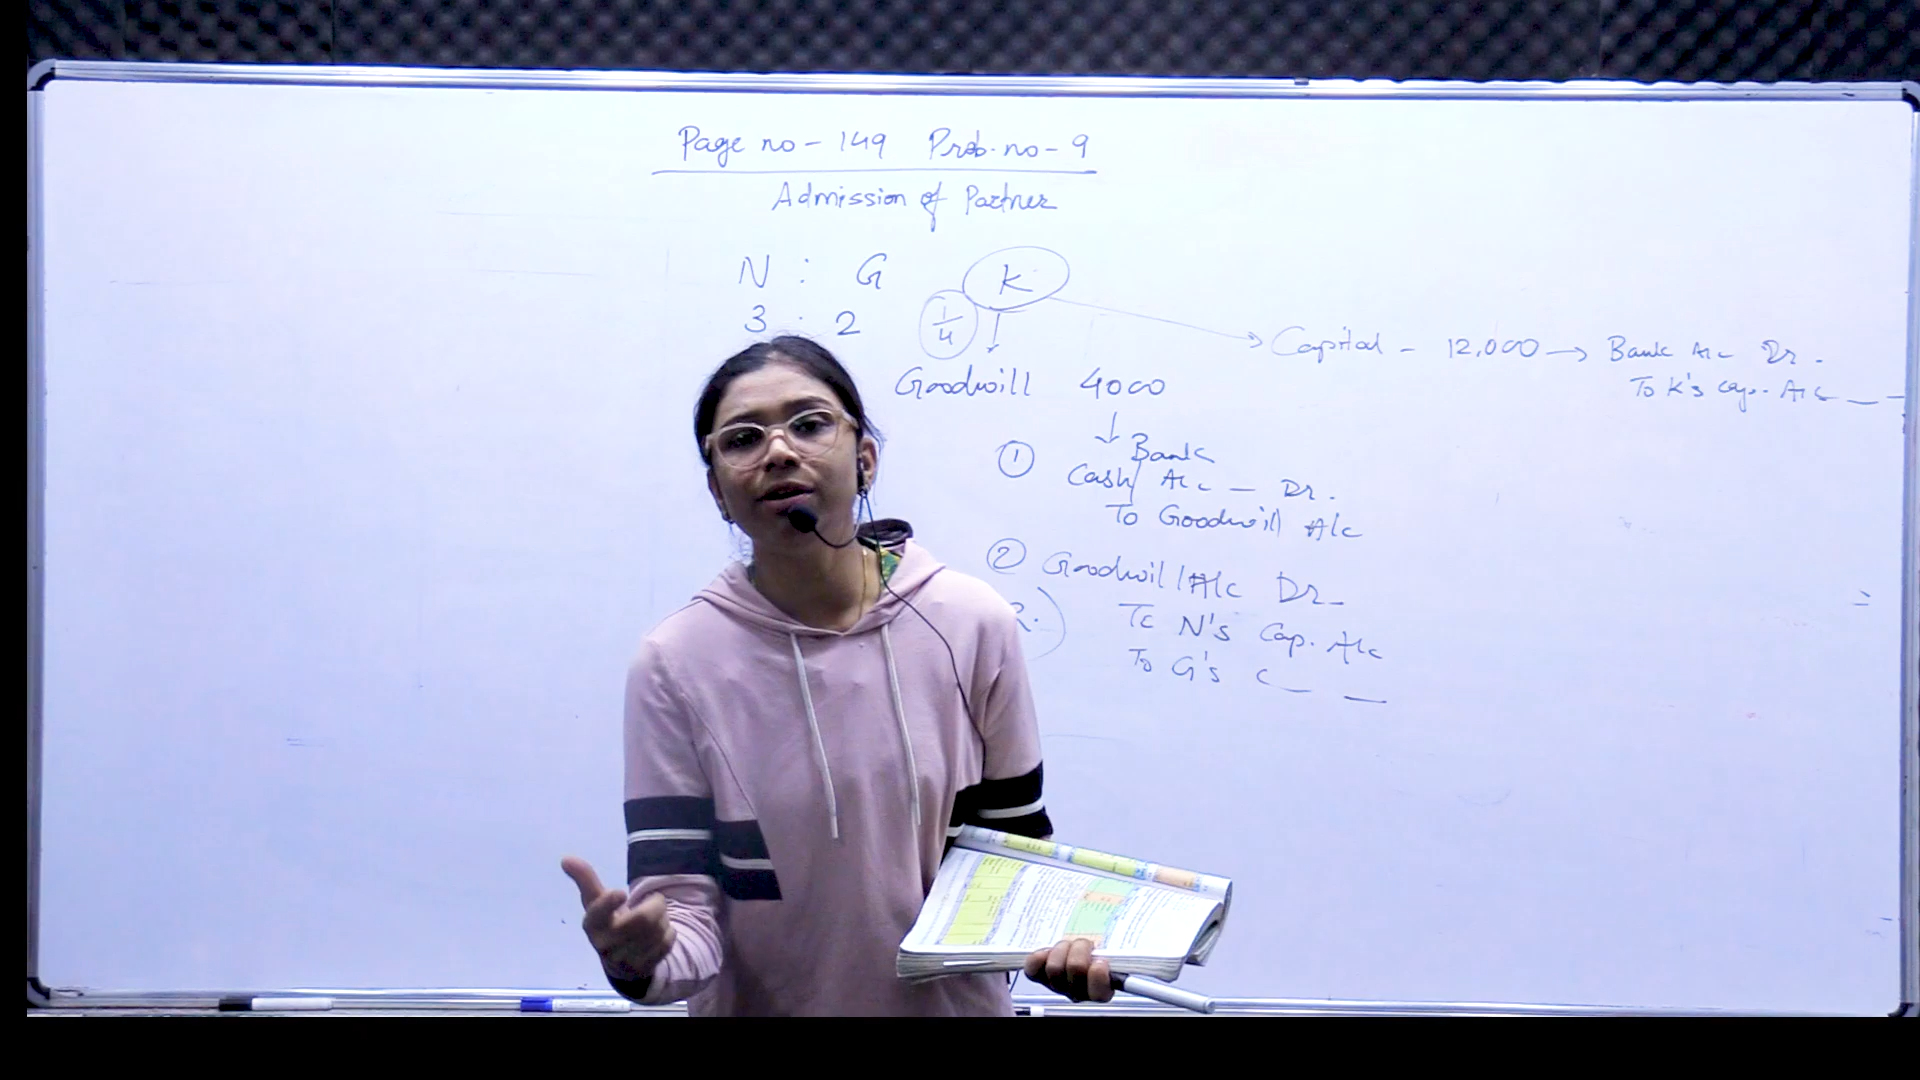 Page no - 149 Prob. no - 9
Admission of Partner
N : G K
3 : 2 1/4
Capital - 12,000 → Bank A/c Dr.
To K's cap. A/c
Goodwill 4000
① Bank
Cash/ A/c - Dr.
To Goodwill A/c
② Goodwill A/c Dr.
To N's Cap. A/c
To G's